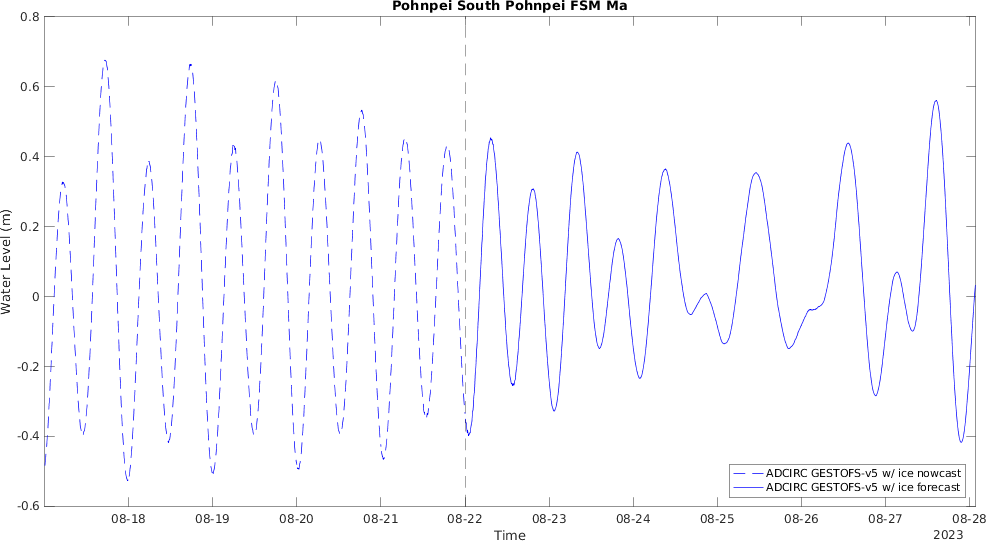 Pohnpei South Pohnpei FSM Ma
0.8
0.6
0.4
0.2
0
-0.2
-0.4
-0.6
Water Level (m)
ADCIRC GESTOFS-v5 w/ ice nowcast
ADCIRC GESTOFS-v5 w/ ice forecast
08-18 08-19 08-20 08-21 08-22 08-23 08-24 08-25 08-26 08-27 08-28
Time
2023